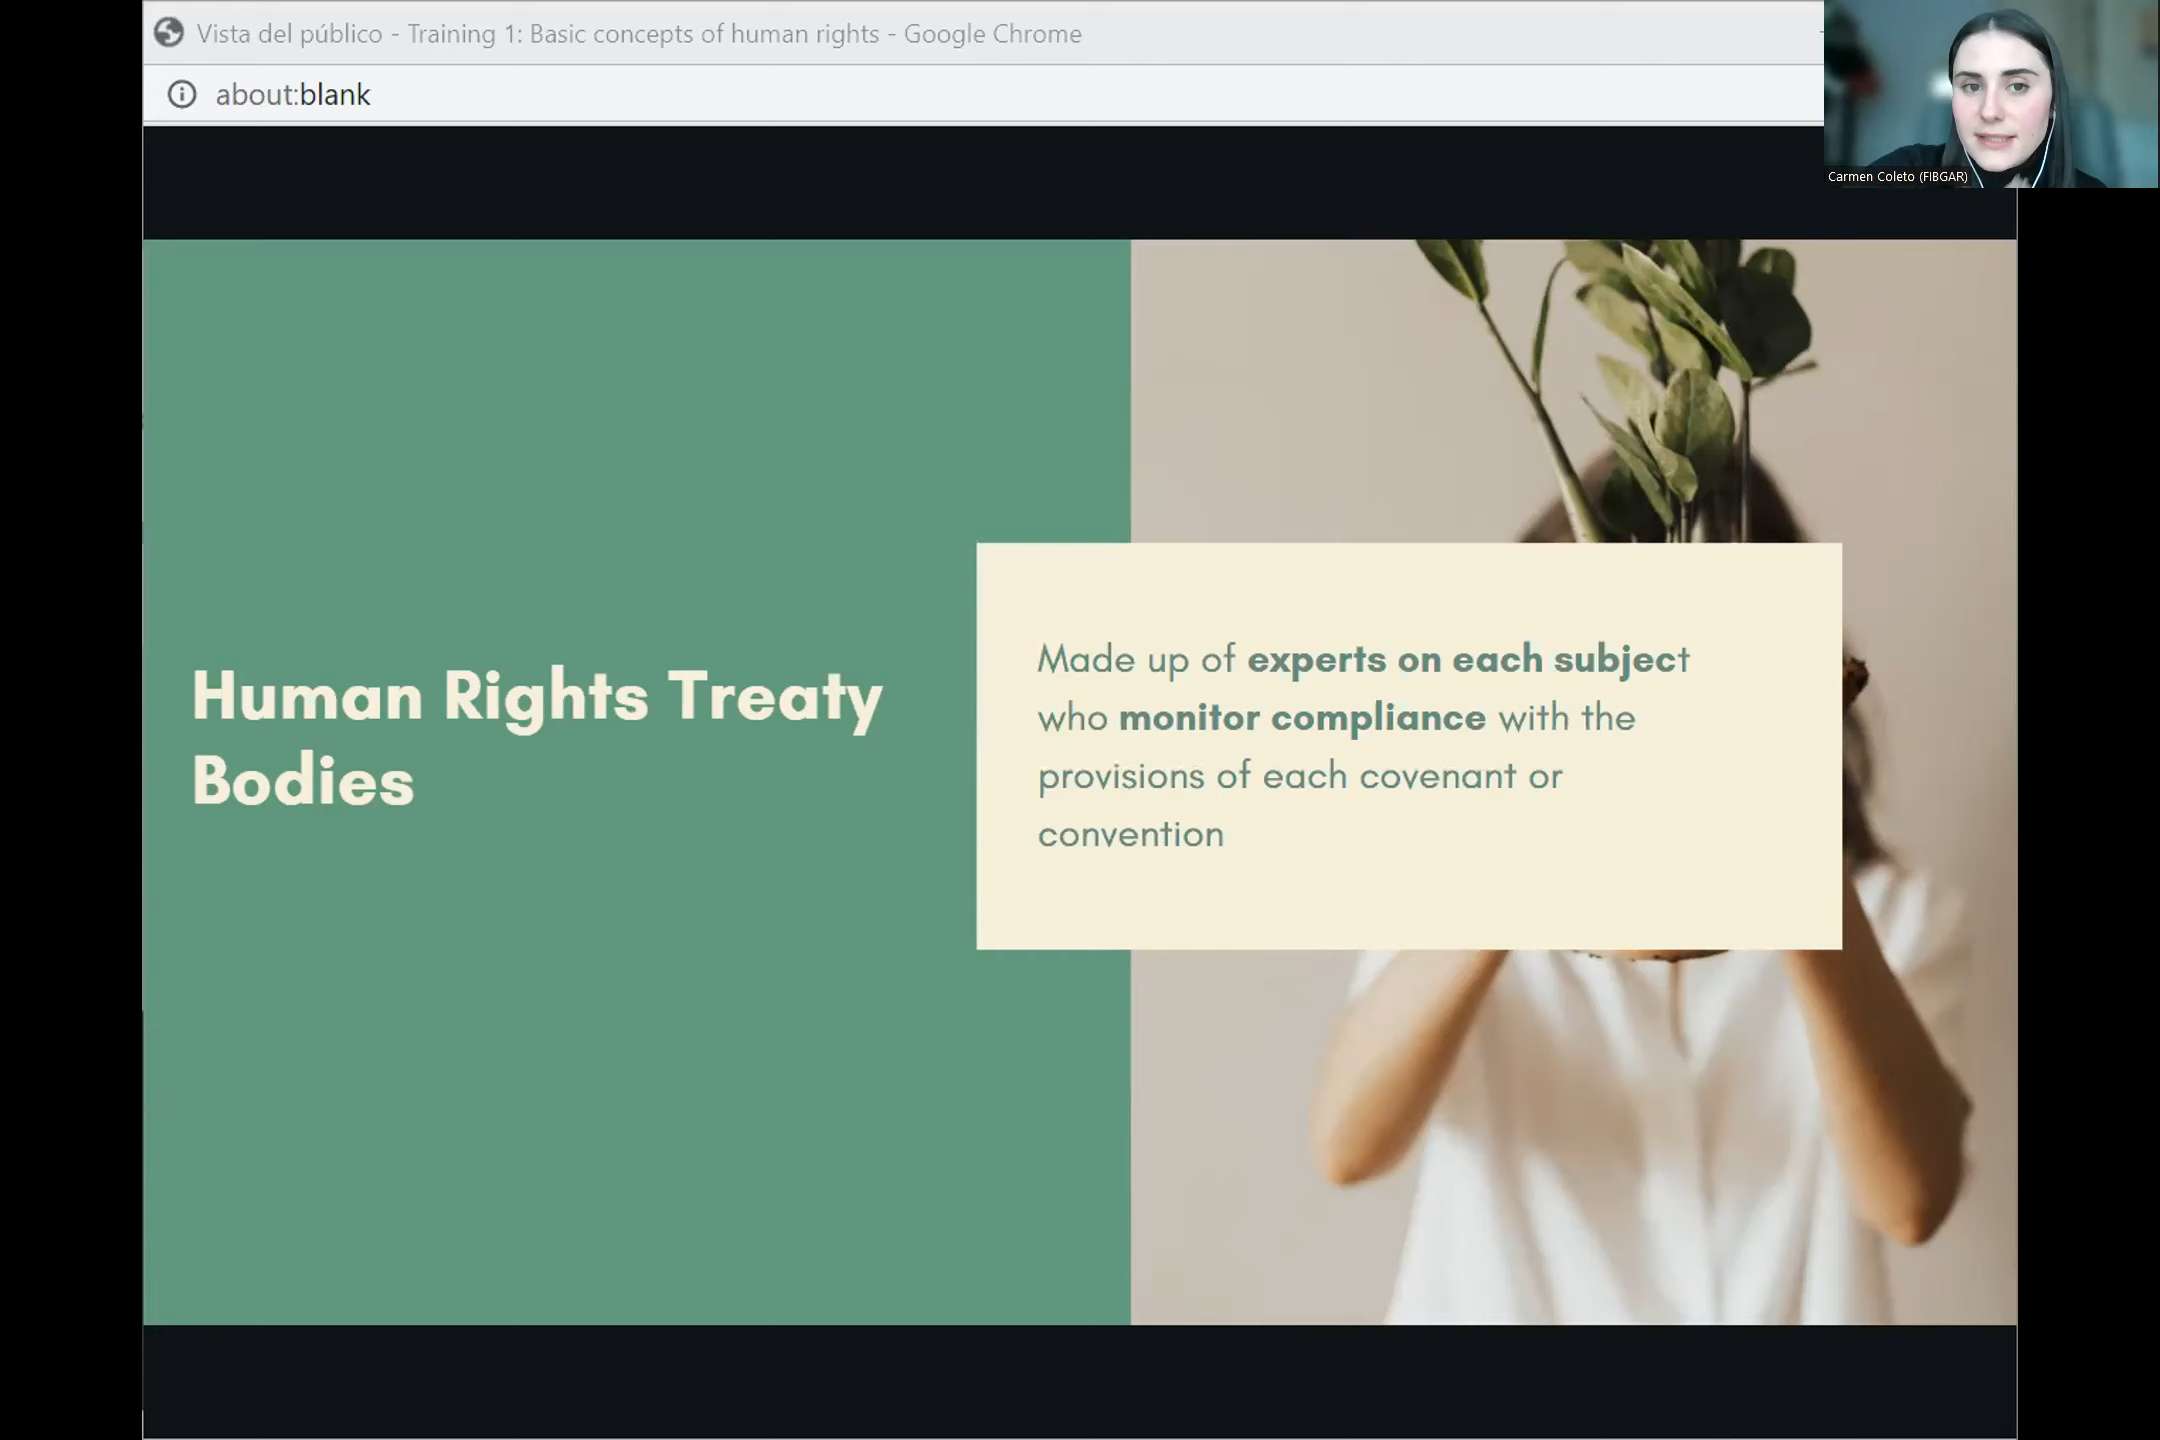 Vista del público - Training 1: Basic concepts of human rights - Google Chrome
about:blank
Carmen Coleto (FIBGAR)
Human Rights Treaty
Bodies
Made up of experts on each subject
who monitor compliance with the
provisions of each covenant or
convention